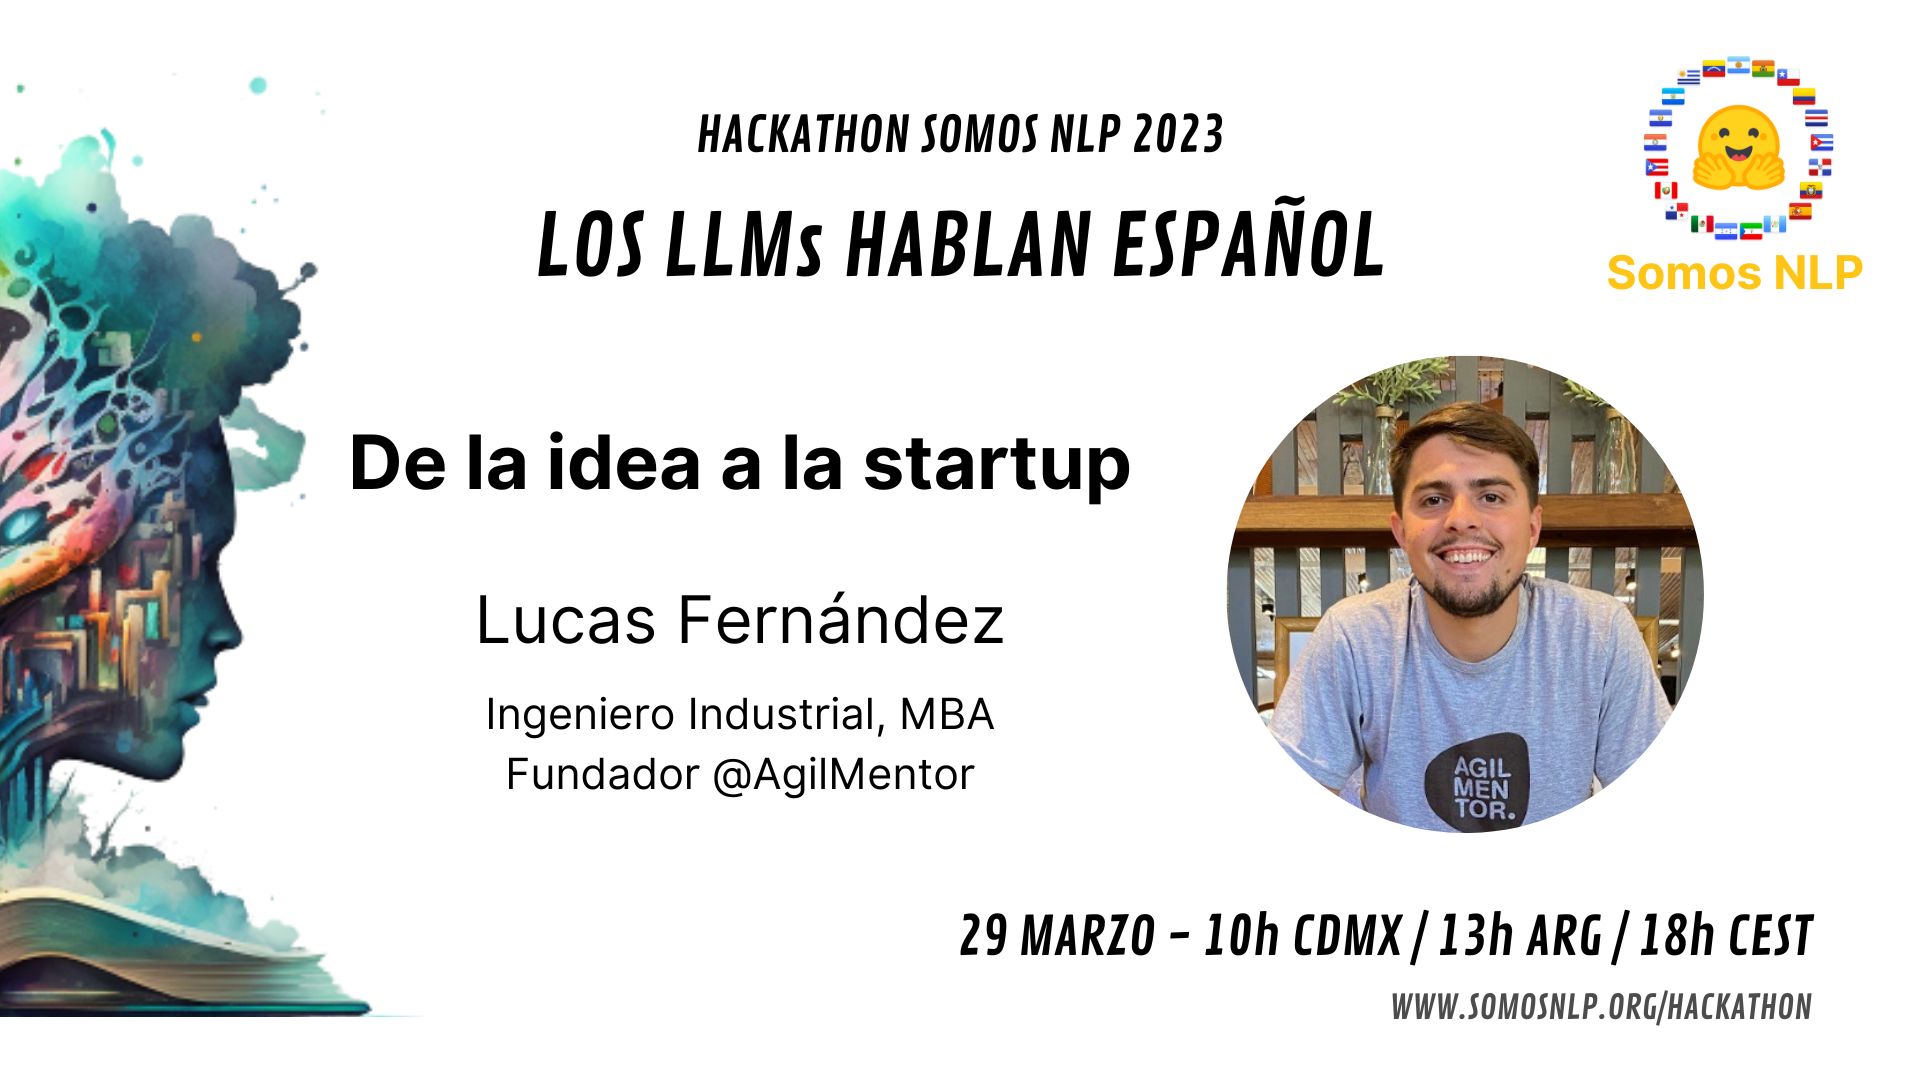 HACKATHON SOMOS NLP 2023
LOS LLMs HABLAN ESPAÑOL
Somos NLP
De la idea a la startup
Lucas Fernández
Ingeniero Industrial, MBA
Fundador @AgilMentor
AGIL
MEN
TOR.
29 MARZO - 10h CDMX / 13h ARG / 18h CEST
WWW.SOMOSNLP.ORG/HACKATHON